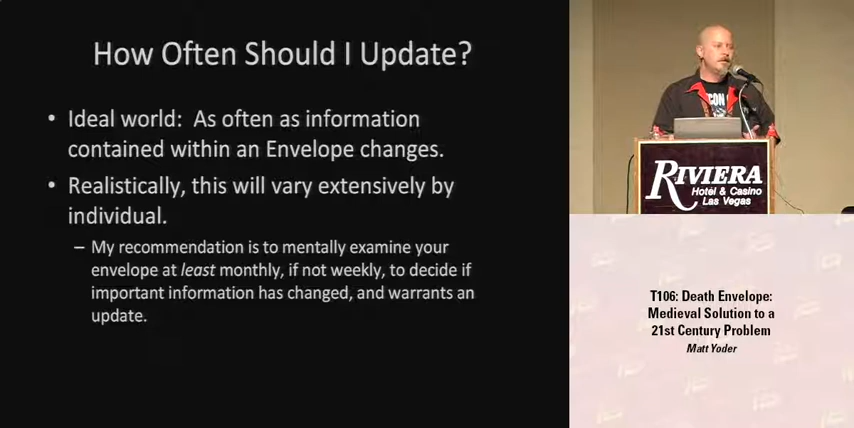 How Often Should I Update?
• Ideal world: As often as information
contained within an Envelope changes.
• Realistically, this will vary extensively by
individual.
– My recommendation is to mentally examine your
envelope at least monthly, if not weekly, to decide if
important information has changed, and warrants an
update.
RIVIERA
Hotel & Casino
Las Vegas
T106: Death Envelope:
Medieval Solution to a
21st Century Problem
Matt Yoder